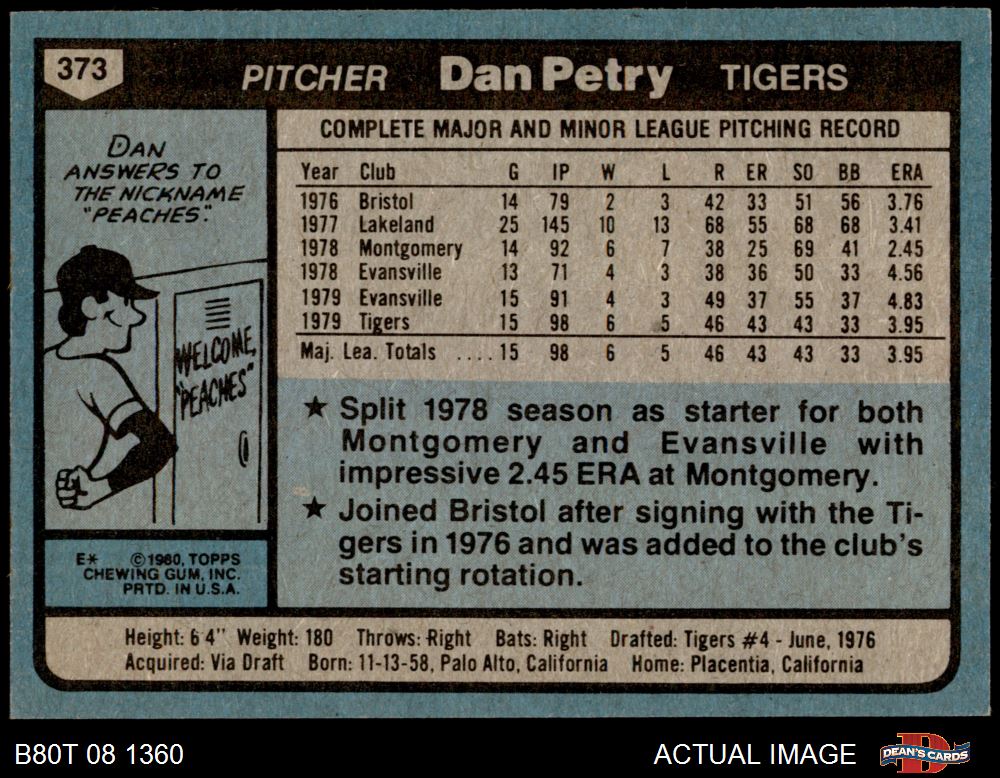 373 PITCHER Dan Petry TIGERS
DAN
ANSWERS TO
THE NICKNAME
"PEACHES."
WELCOME,
"PEACHES"
E* ©1980, TOPPS
CHEWING GUM, INC.
PRTD. IN U.S.A.
COMPLETE MAJOR AND MINOR LEAGUE PITCHING RECORD
Year Club G IP W L R ER SO BB ERA
1976 Bristol 14 79 2 3 42 33 51 56 3.76
1977 Lakeland 25 145 10 13 68 55 68 68 3.41
1978 Montgomery 14 92 6 7 38 25 69 41 2.45
1978 Evansville 13 71 4 3 38 36 50 33 4.56
1979 Evansville 15 91 4 3 49 37 55 37 4.83
1979 Tigers 15 98 6 5 46 43 43 33 3.95
Maj. Lea. Totals .... 15 98 6 5 46 43 43 33 3.95
★ Split 1978 season as starter for both
Montgomery and Evansville with
impressive 2.45 ERA at Montgomery.
★ Joined Bristol after signing with the Ti-
gers in 1976 and was added to the club's
starting rotation.
Height: 6 4" Weight: 180 Throws: Right Bats: Right Drafted: Tigers #4 - June, 1976
Acquired: Via Draft Born: 11-13-58, Palo Alto, California Home: Placentia, California
B80T 08 1360 ACTUAL IMAGE DEAN'S CARDS